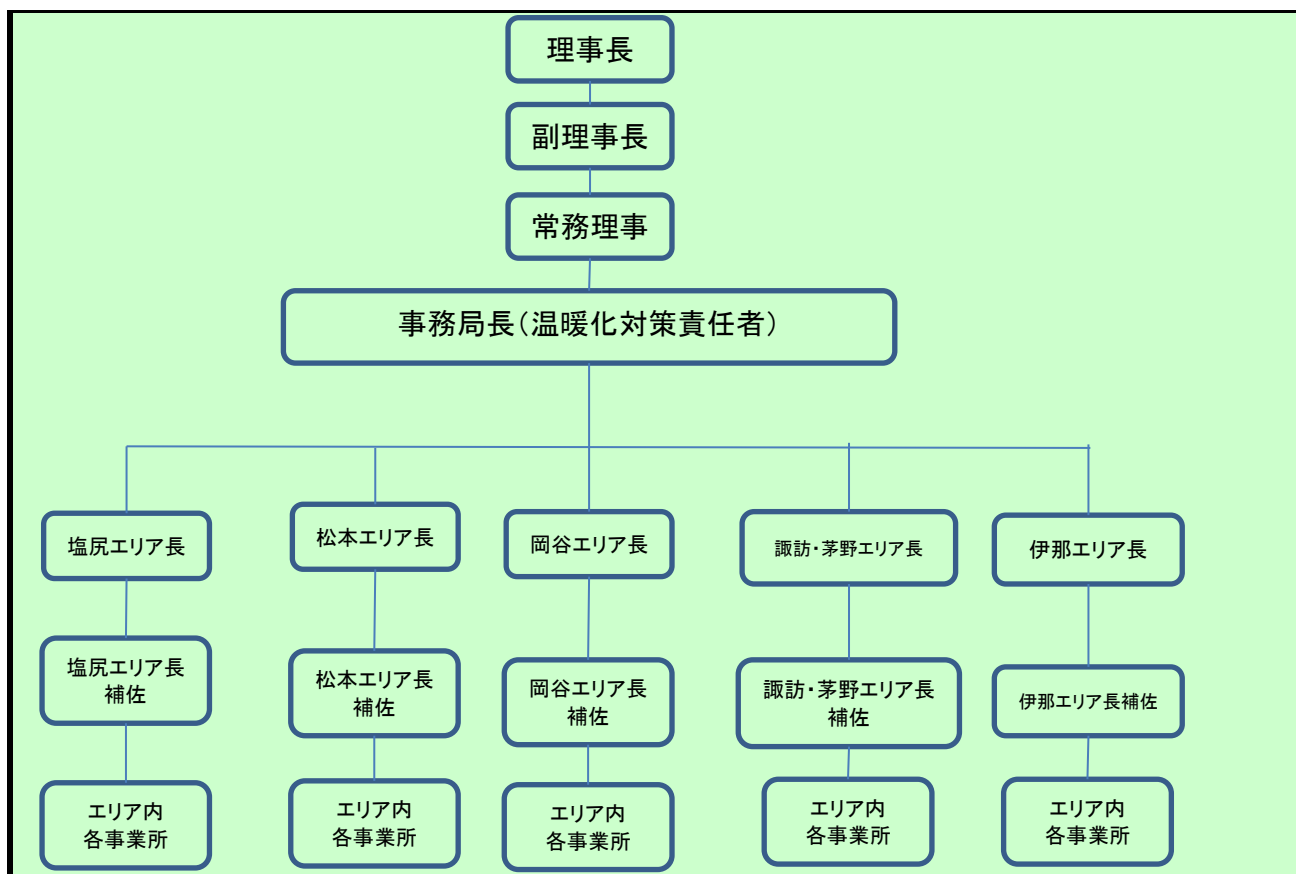 理事長
副理事長
常務理事
事務局長(温暖化対策責任者)
塩尻エリア長
松本エリア長
岡谷エリア長
諏訪・茅野エリア長
伊那エリア長
塩尻エリア長
補佐
松本エリア長
補佐
岡谷エリア長
補佐
諏訪・茅野エリア長
補佐
伊那エリア長補佐
エリア内
各事業所
エリア内
各事業所
エリア内
各事業所
エリア内
各事業所
エリア内
各事業所